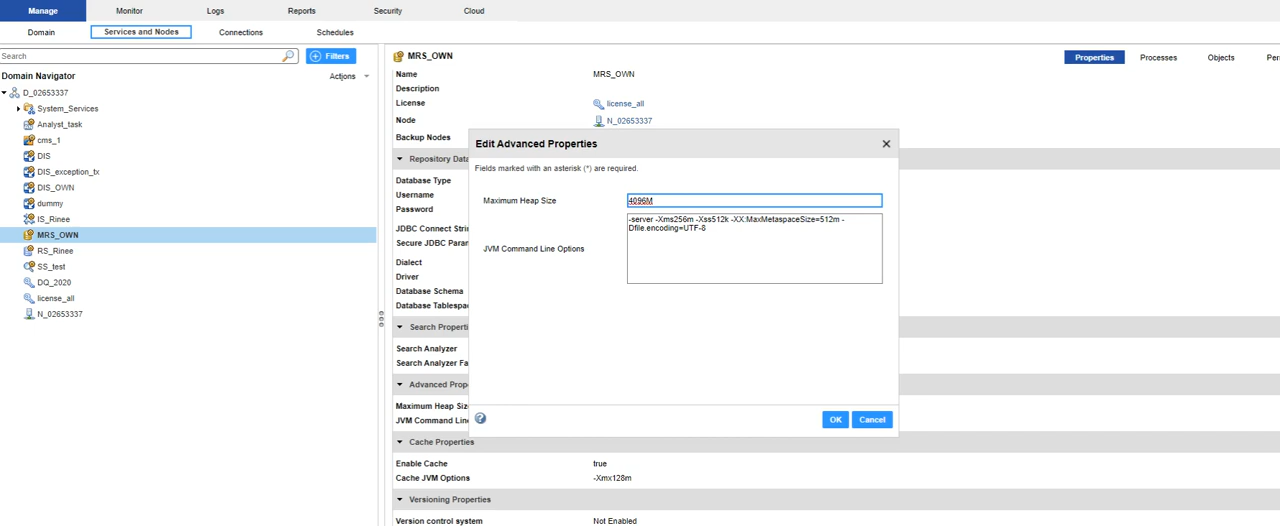 Manage Monitor Logs Reports Security Cloud
Domain Services and Nodes Connections Schedules
Search Filters
Domain Navigator Actions
D_02653337
System_Services
Analyst_task
cms_1
DIS
DIS_exception_tx
DIS_OWN
dummy
IS_Rinee
MRS_OWN
RS_Rinee
SS_test
DQ_2020
license_all
N_02653337
MRS_OWN Properties Processes Objects Per
Name MRS_OWN
Description
License license_all
Node N_02653337
Backup Nodes
Repository Data
Database Type
Username
Password
JDBC Connect Strin
Secure JDBC Param
Dialect
Driver
Database Schema
Database Tablespa
Search Properti
Search Analyzer
Search Analyzer Fa
Advanced Prop
Maximum Heap Siz
JVM Command Line
Cache Properties
Enable Cache true
Cache JVM Options -Xmx128m
Versioning Properties
Version control system Not Enabled
Edit Advanced Properties
Fields marked with an asterisk (*) are required.
Maximum Heap Size 4096M
JVM Command Line Options
-server -Xms256m -Xss512k -XX:MaxMetaspaceSize=512m -
Dfile.encoding=UTF-8
OK Cancel